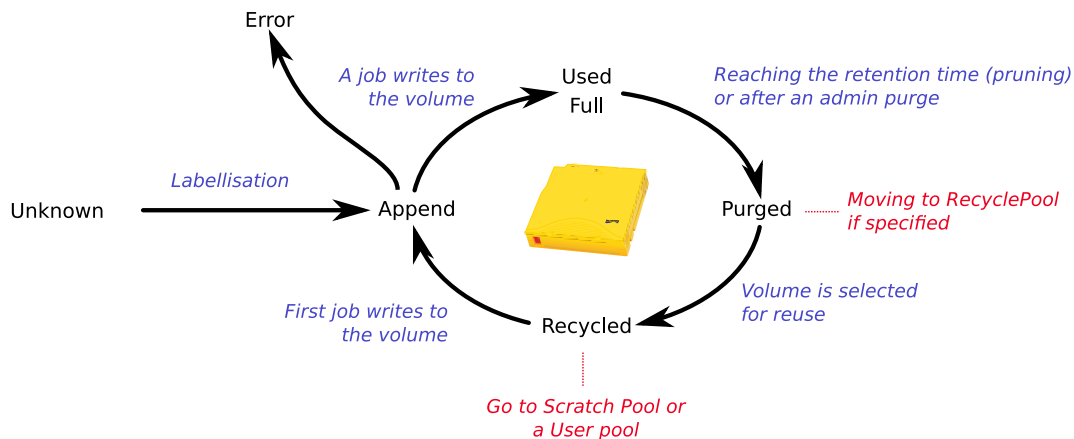 Error
A job writes to
the volume
Used
Full
Reaching the retention time (pruning)
or after an admin purge
Labellisation
Unknown
Append
Purged
Moving to RecyclePool
if specified
Volume is selected
for reuse
First job writes to
the volume
Recycled
Go to Scratch Pool or
a User pool